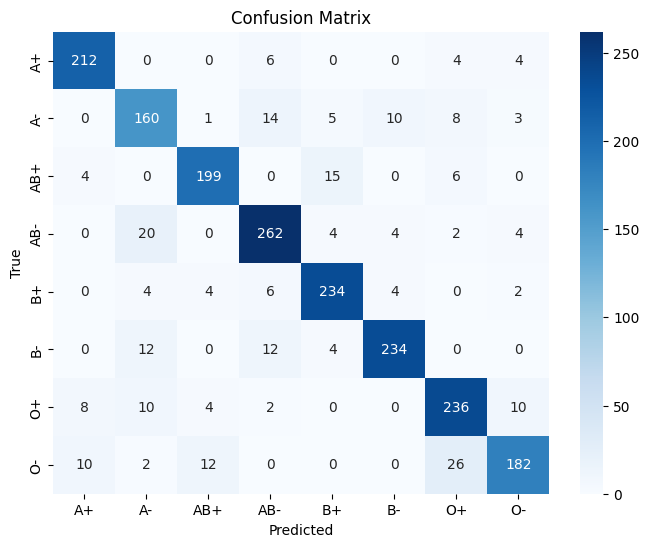 Confusion Matrix
A+ 212 0 0 6 0 0 4 4
A- 0 160 1 14 5 10 8 3
AB+ 4 0 199 0 15 0 6 0
AB- 0 20 0 262 4 4 2 4
B+ 0 4 4 6 234 4 0 2
B- 0 12 0 12 4 234 0 0
O+ 8 10 4 2 0 0 236 10
O- 10 2 12 0 0 0 26 182
A+ A- AB+ AB- B+ B- O+ O-
Predicted
True
250
200
150
100
50
0